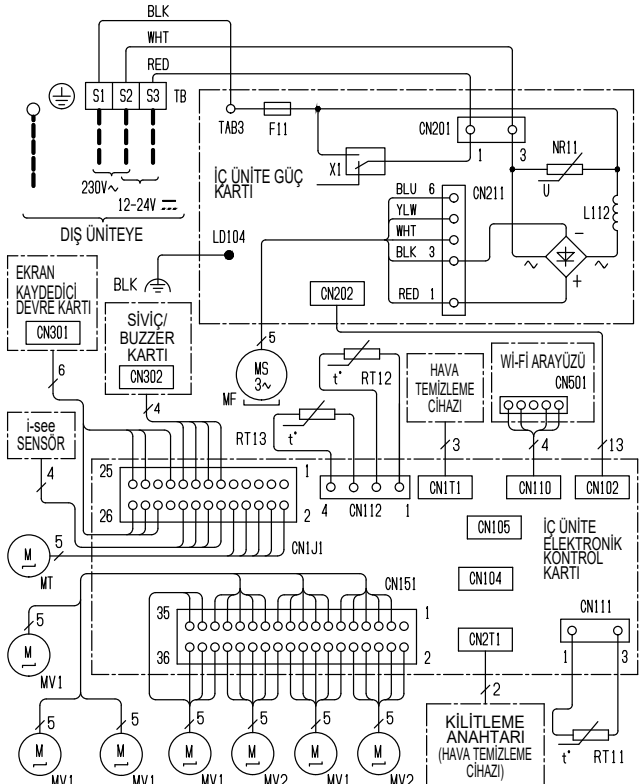 BLK
WHT
RED
S1 S2 S3 TB
TAB3
F11
CN201
1 3
NR11
U
X1
İÇ ÜNİTE GÜÇ
KARTI
BLU 6
CN211
YLW
WHT
BLK 3
RED 1
L112
~ ~
−
+
230V~
12-24V ⎓
DIŞ ÜNİTEYE
LD104
BLK
EKRAN
KAYDEDİCİ
DEVRE KARTI
CN301
6
SİVİÇ/
BUZZER
KARTI
CN302
4
CN202
5
MS
3~
MF
t° RT12
RT13 t°
HAVA
TEMİZLEME
CİHAZI
3
Wİ-Fİ ARAYÜZÜ
CN501
4
13
i-see
SENSÖR
4
25 1
26 2
CN1J1
4 CN112 1
CN1T1
CN110
CN102
CN105
İÇ ÜNİTE
ELEKTRONİK
KONTROL
KARTI
CN104
5
M
MT
CN151
35 1
36 2
CN2T1
CN111
1 3
5
M
MV1
2
5 5 5 5 5 5
M M M M M M
MV1 MV1 MV1 MV2 MV1 MV2
KİLİTLEME
ANAHTARI
(HAVA TEMİZLEME
CİHAZI)
t° RT11